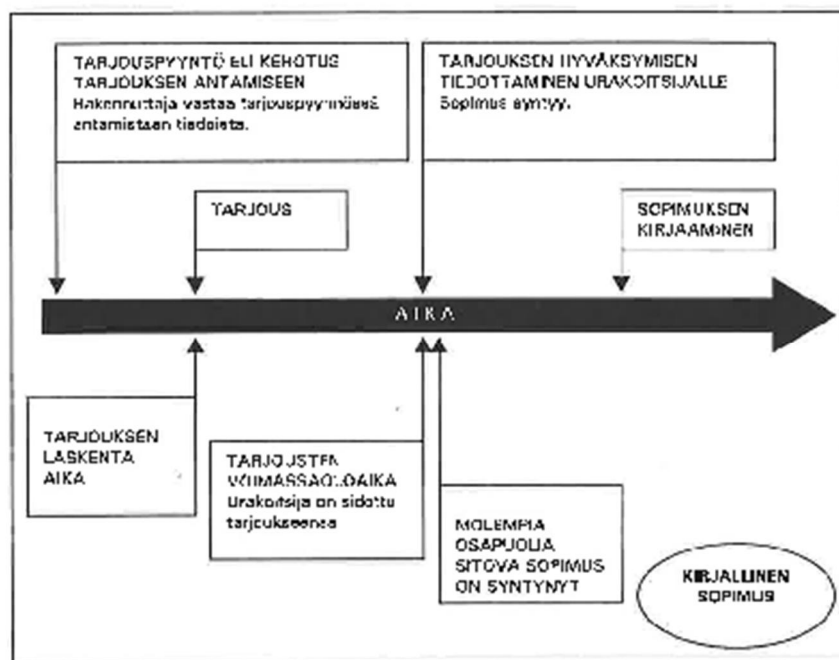 TARJOUSPYYNTÖ ELI KEHOTUS
TARJOUKSEN ANTAMISEEN
Rakennuttaja vastaa tarjouspyynnössä
antamistaan tiedoista.
TARJOUKSEN HYVÄKSYMISEN
TIEDOTTAMINEN URAKOITSIJALLE
Sopimus syntyy.
TARJOUS
SOPIMUKSEN
KIRJAAMINEN
AIKA
TARJOUKSEN
LASKENTA
AIKA
TARJOUSTEN
VOIMASSAOLOAIKA
Urakoitsija on sidottu
tarjoukseensa
MOLEMPIA
OSAPUOLIA
SITOVA SOPIMUS
ON SYNTYNYT
KIRJALLINEN
SOPIMUS